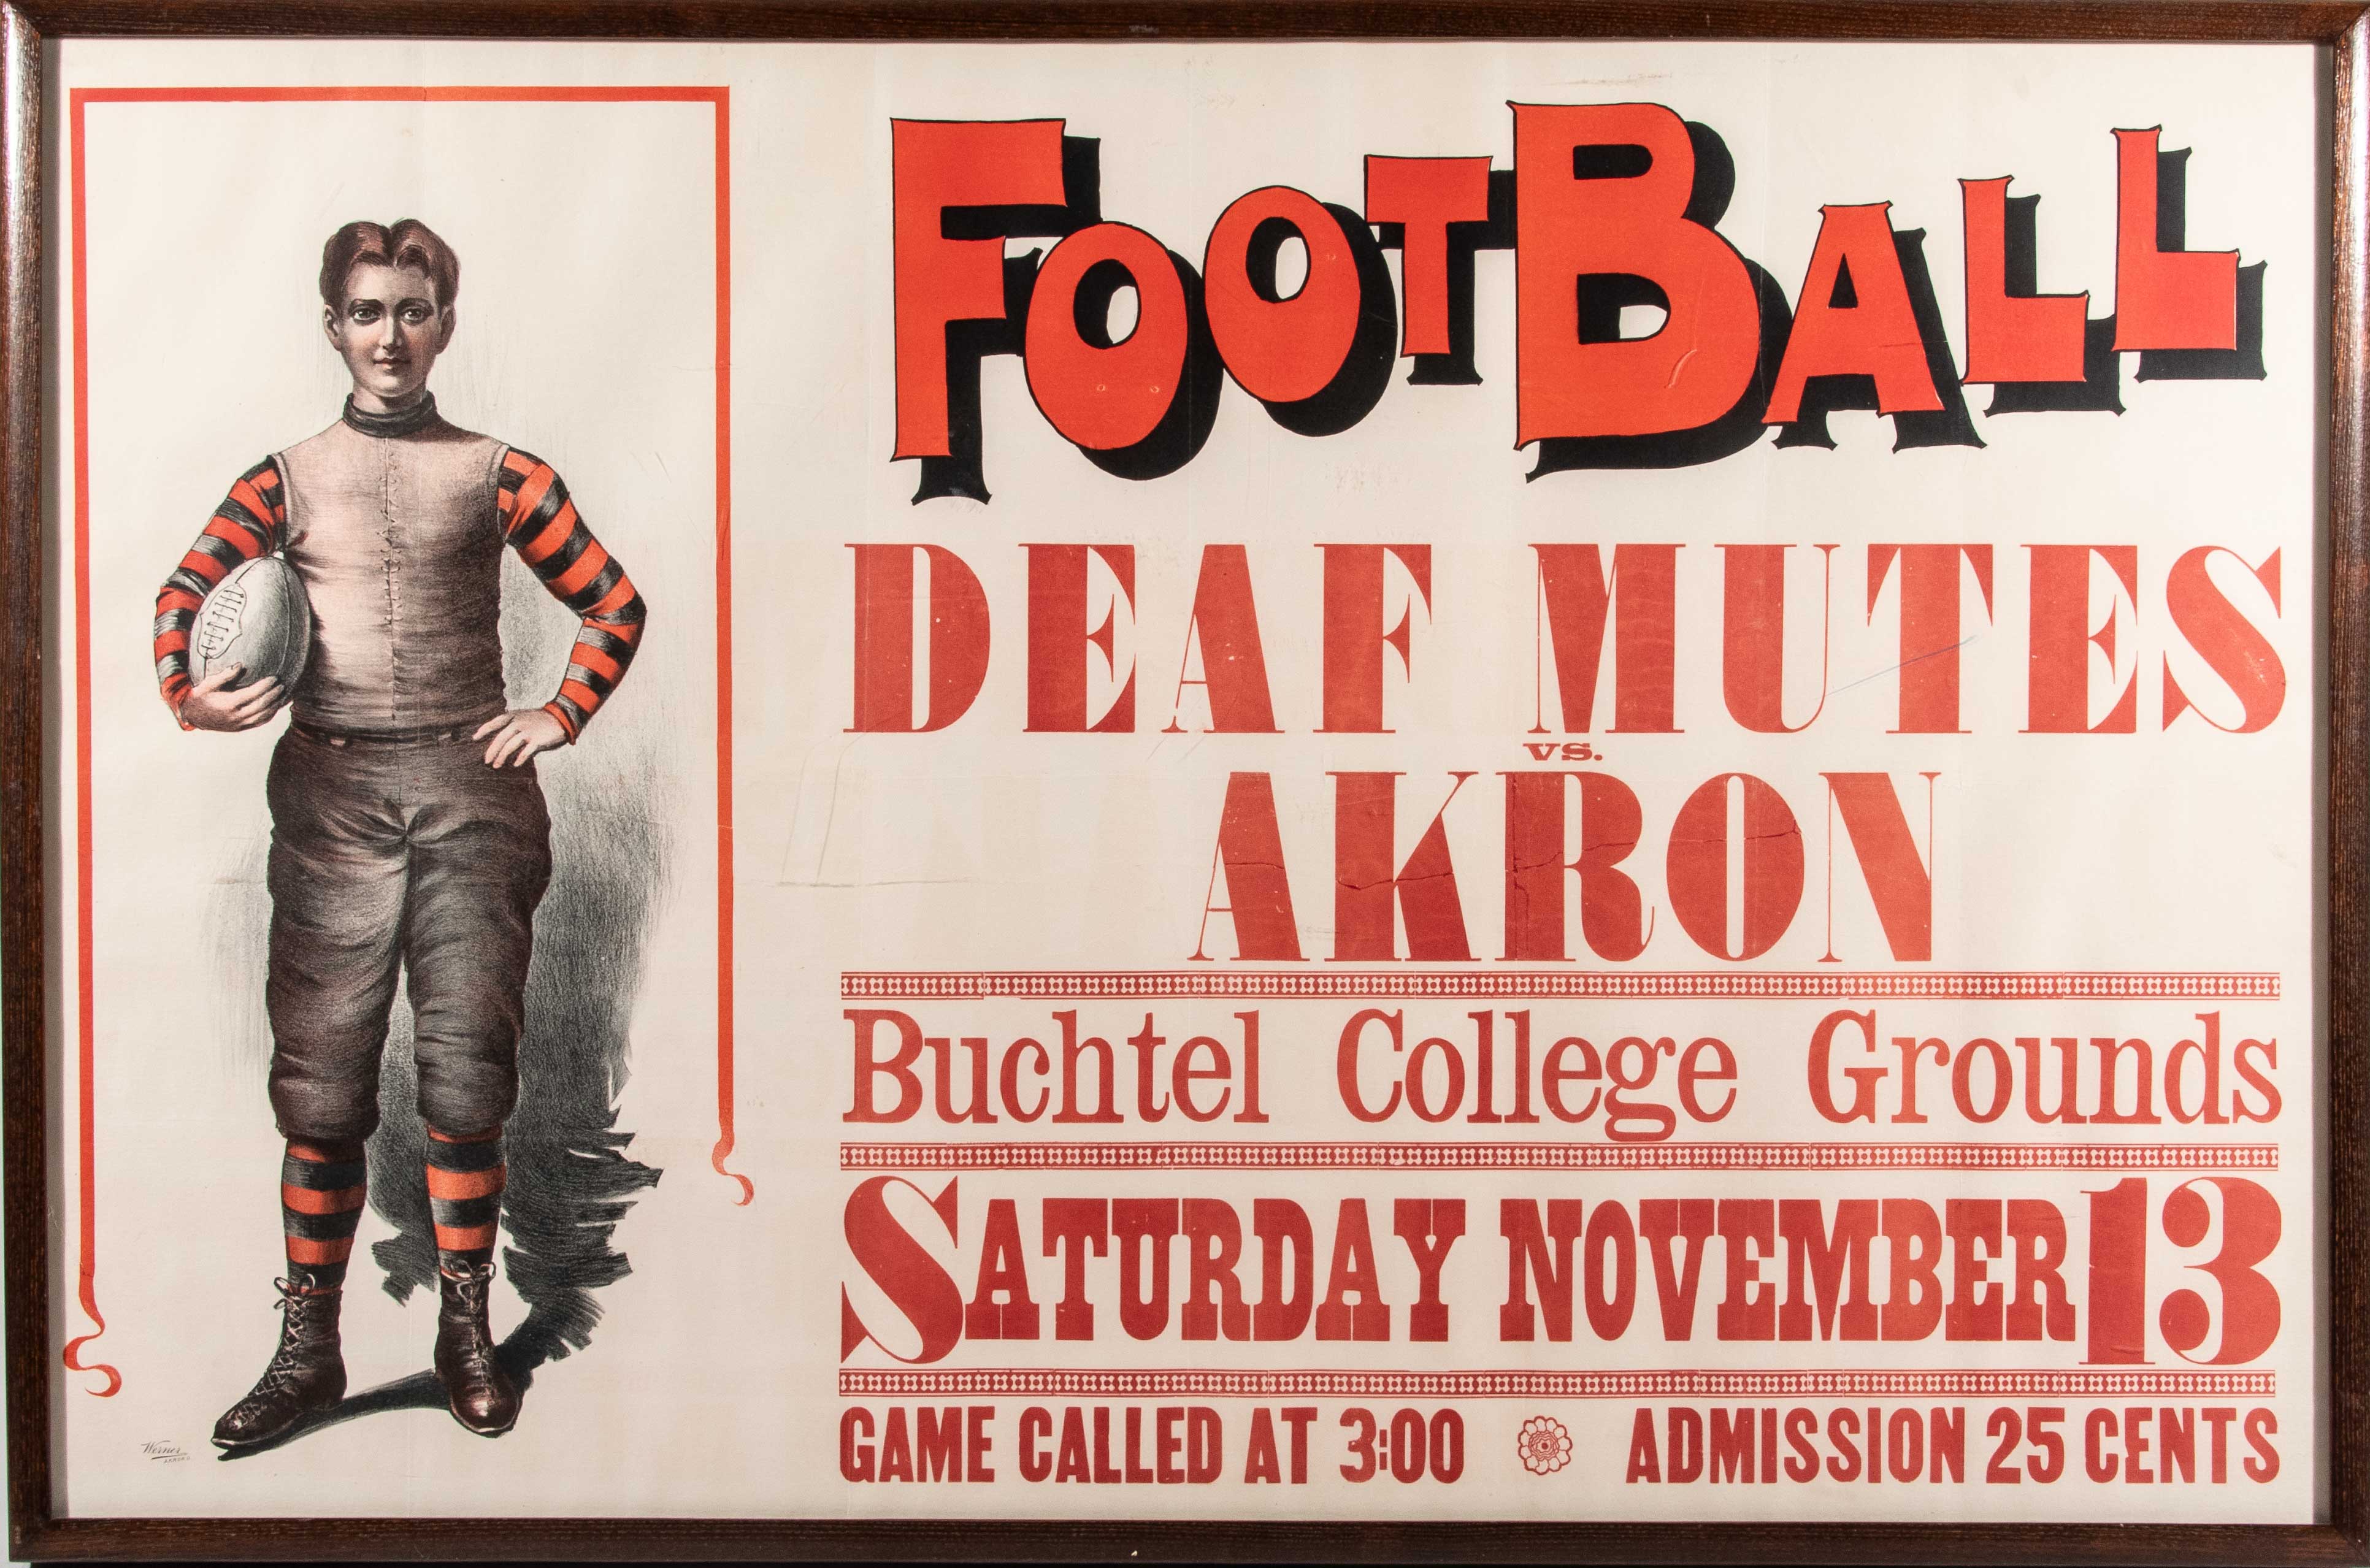 FOOTBALL
DEAF MUTES
VS.
AKRON
Buchtel College Grounds
SATURDAY NOVEMBER 13
GAME CALLED AT 3:00 ADMISSION 25 CENTS
Werner
AKRON O.